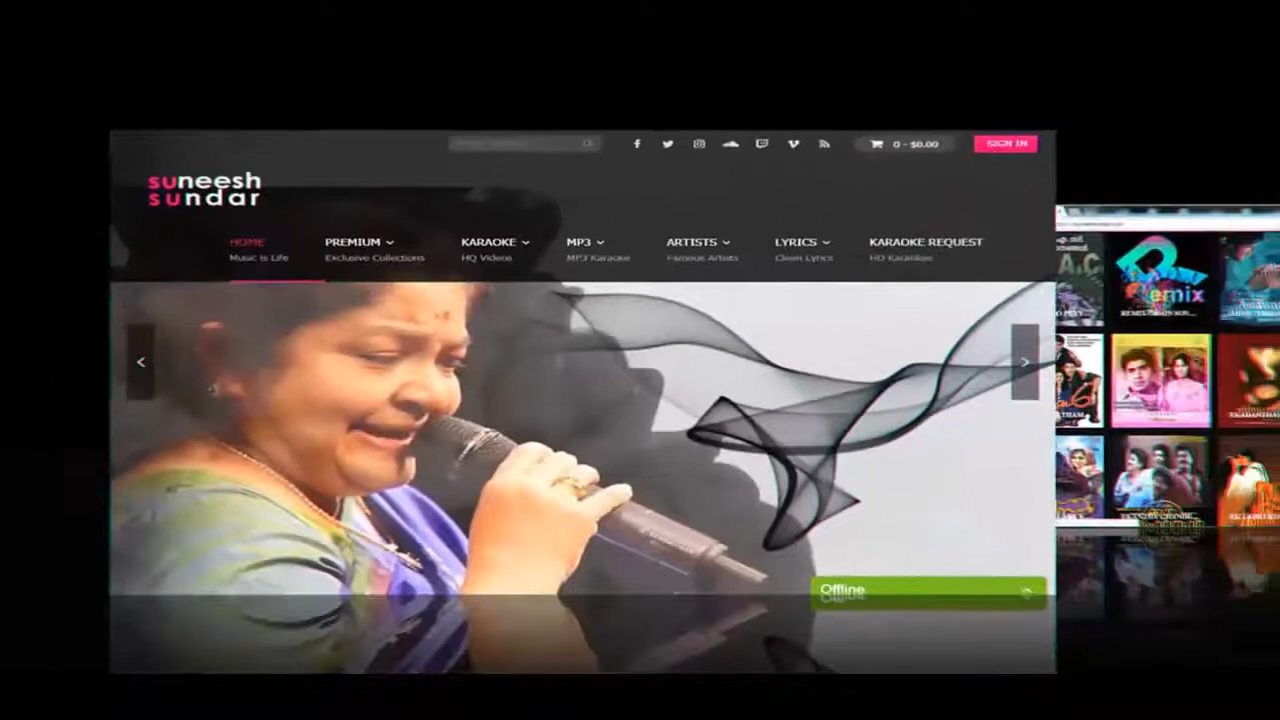 0 - $0.00
SIGN IN
suneesh
sundar
HOME
PREMIUM
KARAOKE
MP3
ARTISTS
LYRICS
KARAOKE REQUEST
Music is Life
Exclusive Collections
HQ Videos
MP3 Karaoke
Famous Artists
Clean Lyrics
HD Karaokes
Remix
Offline